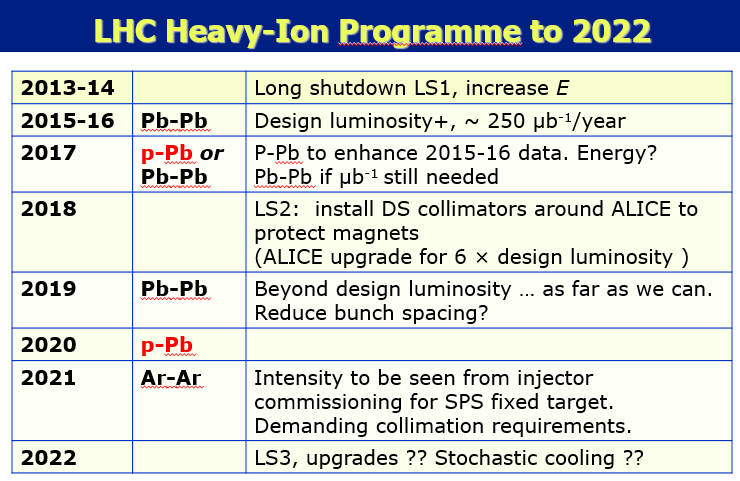 LHC Heavy-Ion Programme to 2022
2013-14 Long shutdown LS1, increase E
2015-16 Pb-Pb Design luminosity+, ~ 250 μb-1/year
2017 p-Pb or P-Pb to enhance 2015-16 data. Energy?
Pb-Pb Pb-Pb if μb-1 still needed
2018 LS2: install DS collimators around ALICE to
protect magnets
(ALICE upgrade for 6 × design luminosity )
2019 Pb-Pb Beyond design luminosity … as far as we can.
Reduce bunch spacing?
2020 p-Pb
2021 Ar-Ar Intensity to be seen from injector
commissioning for SPS fixed target.
Demanding collimation requirements.
2022 LS3, upgrades ?? Stochastic cooling ??